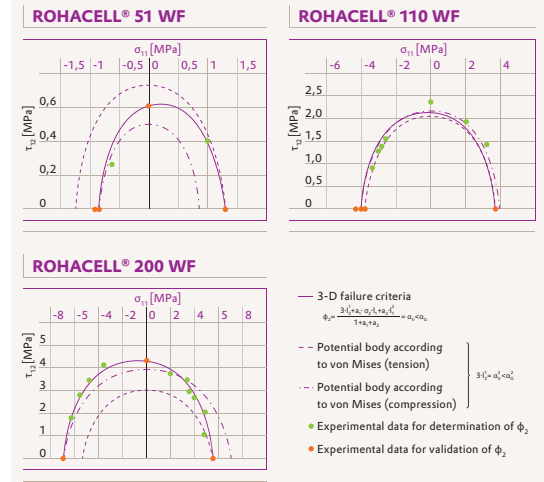 ROHACELL® 51 WF
σ₁₁ [MPa]
-1,5 -1 -0,5 0 0,5 1 1,5
τ₁₂ [MPa]
0,6
0,4
0,2
0
ROHACELL® 110 WF
σ₁₁ [MPa]
-6 -4 -2 0 2 4
τ₁₂ [MPa]
2,5
2,0
1,5
1,0
0,5
0
ROHACELL® 200 WF
σ₁₁ [MPa]
-8 -6 -4 -2 0 2 4 6 8
τ₁₂ [MPa]
5
4
3
2
1
0
3-D failure criteria
Potential body according
to von Mises (tension)
Potential body according
to von Mises (compression)
Experimental data for determination of ϕ₂
Experimental data for validation of ϕ₂